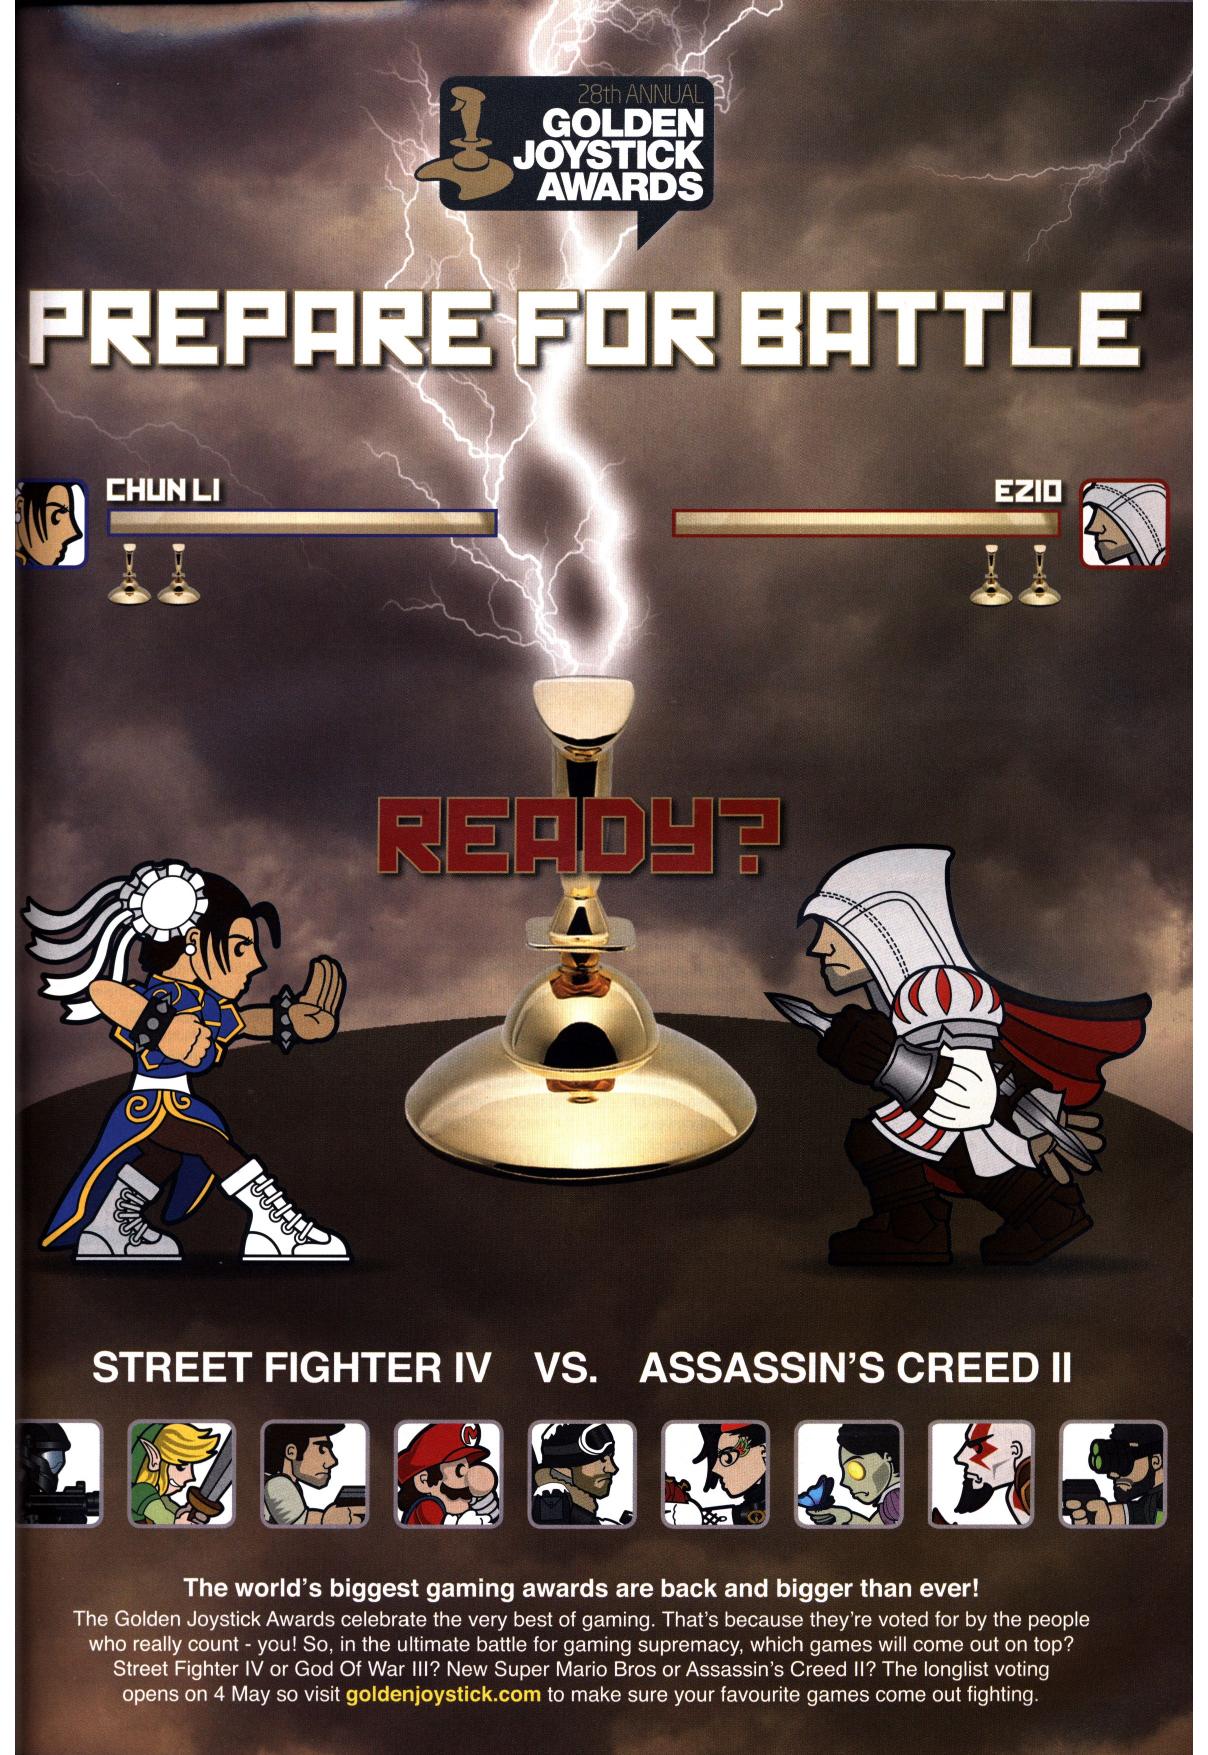 28th ANNUAL
GOLDEN
JOYSTICK
AWARDS
PREPARE FOR BATTLE
CHUN LI
EZIO
READY?
STREET FIGHTER IV VS. ASSASSIN'S CREED II
M
The world's biggest gaming awards are back and bigger than ever!
The Golden Joystick Awards celebrate the very best of gaming. That's because they're voted for by the people
who really count - you! So, in the ultimate battle for gaming supremacy, which games will come out on top?
Street Fighter IV or God Of War III? New Super Mario Bros or Assassin's Creed II? The longlist voting
opens on 4 May so visit goldenjoystick.com to make sure your favourite games come out fighting.